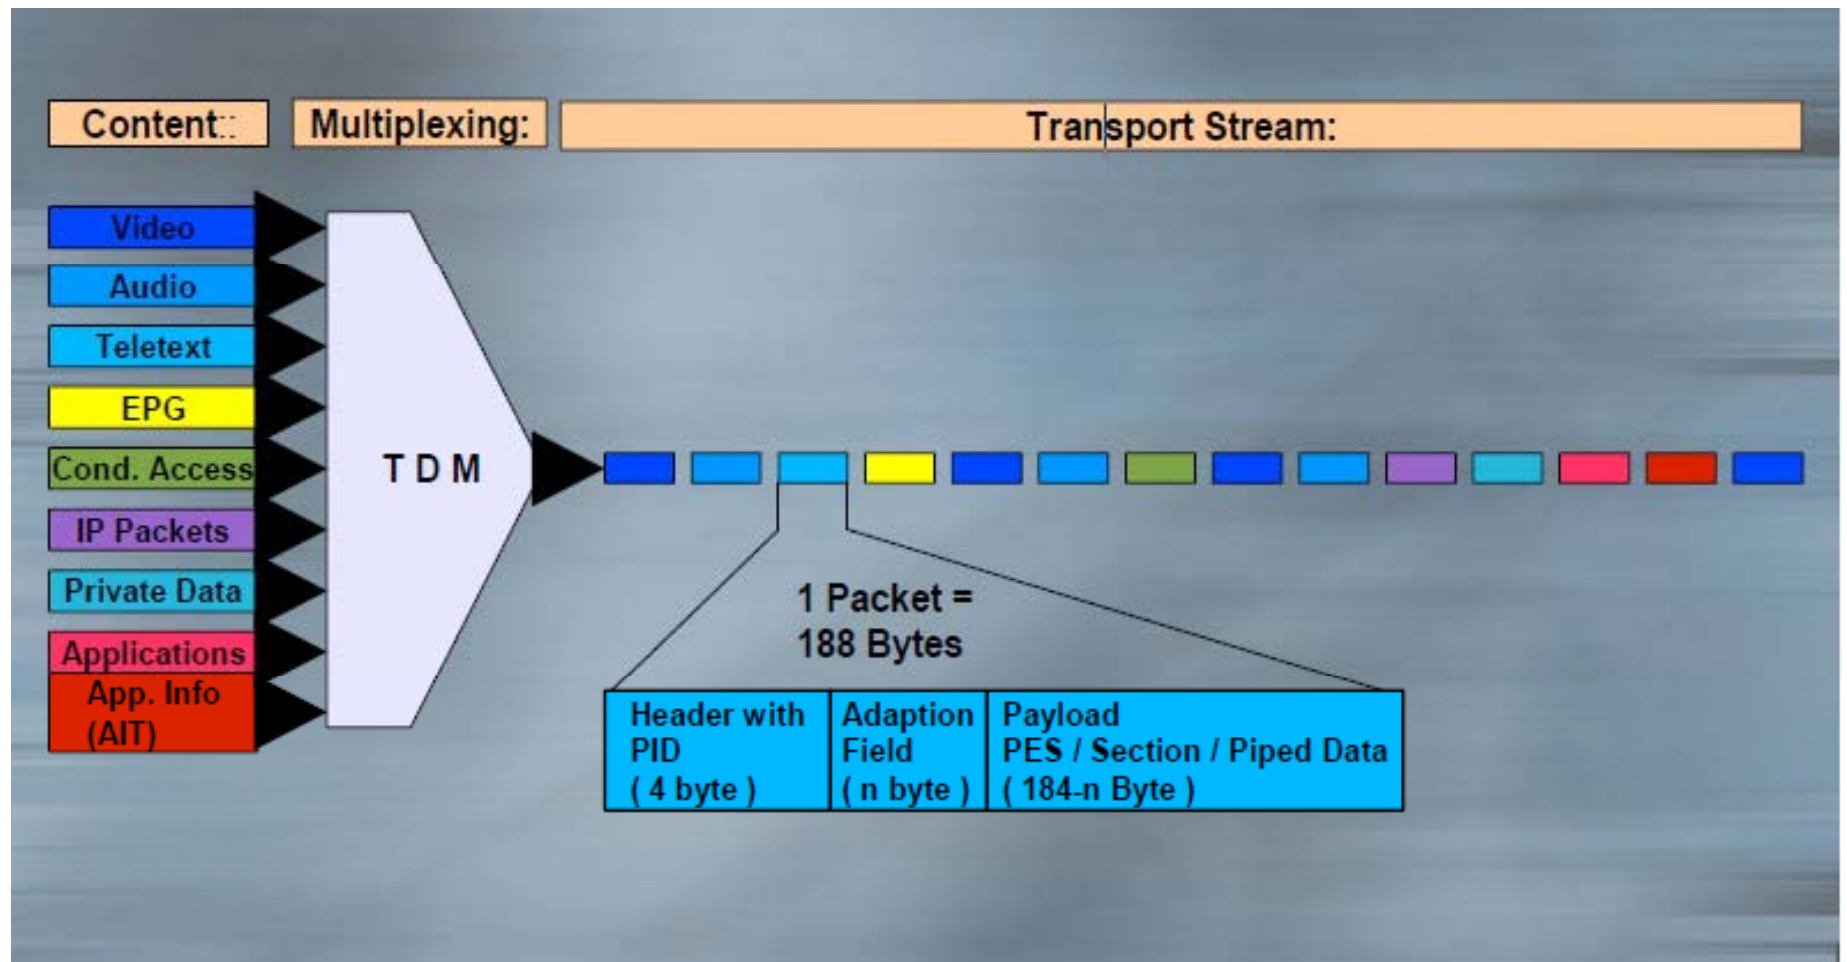 Content::
Multiplexing:
Transport Stream:
Video
Audio
Teletext
EPG
Cond. Access
IP Packets
Private Data
Applications
App. Info
(AIT)
T D M
1 Packet =
188 Bytes
Header with
PID
( 4 byte )
Adaption
Field
( n byte )
Payload
PES / Section / Piped Data
( 184-n Byte )